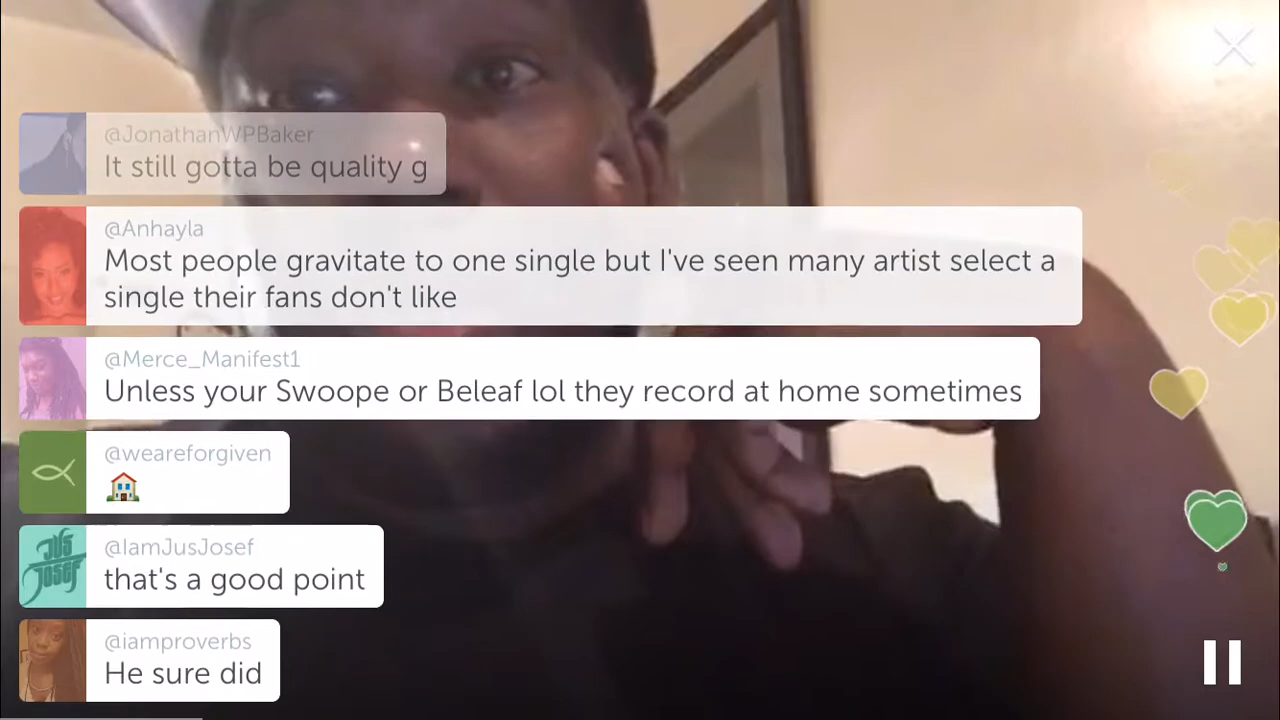 @JonathanWPBaker
It still gotta be quality g
@Anhayla
Most people gravitate to one single but I've seen many artist select a
single their fans don't like
@Merce_Manifest1
Unless your Swoope or Beleaf lol they record at home sometimes
@weareforgiven
@IamJusJosef
that's a good point
JUS
JOSEF
@iamproverbs
He sure did